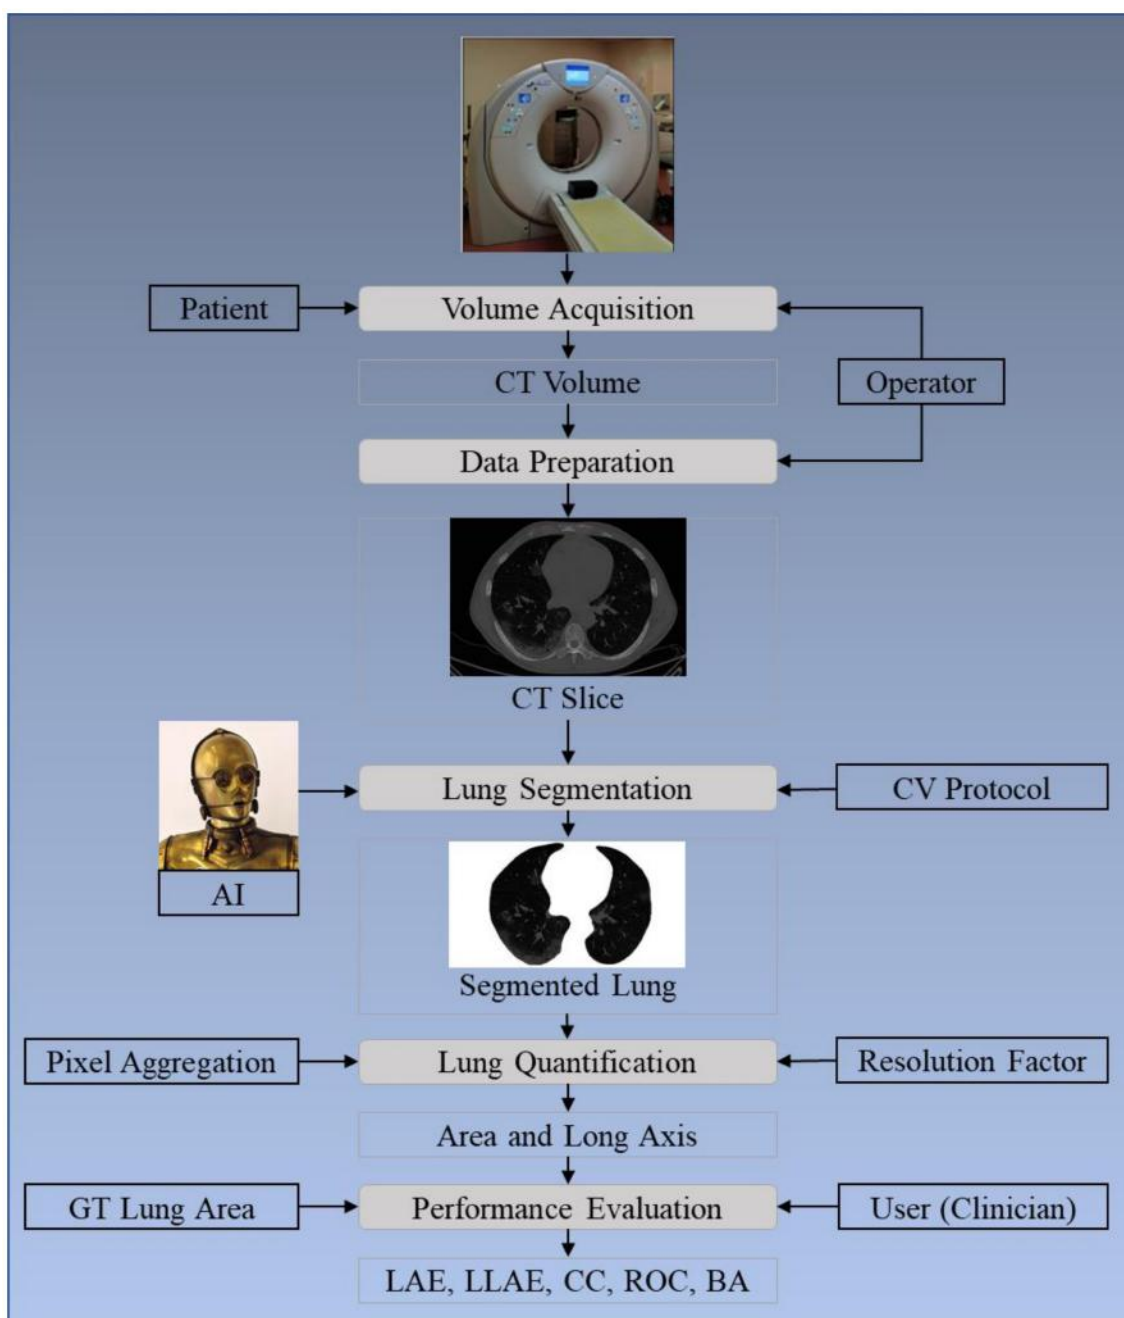 Patient
Volume Acquisition
CT Volume
Operator
Data Preparation
CT Slice
Lung Segmentation
CV Protocol
AI
Segmented Lung
Pixel Aggregation
Lung Quantification
Resolution Factor
Area and Long Axis
GT Lung Area
Performance Evaluation
User (Clinician)
LAE, LLAE, CC, ROC, BA